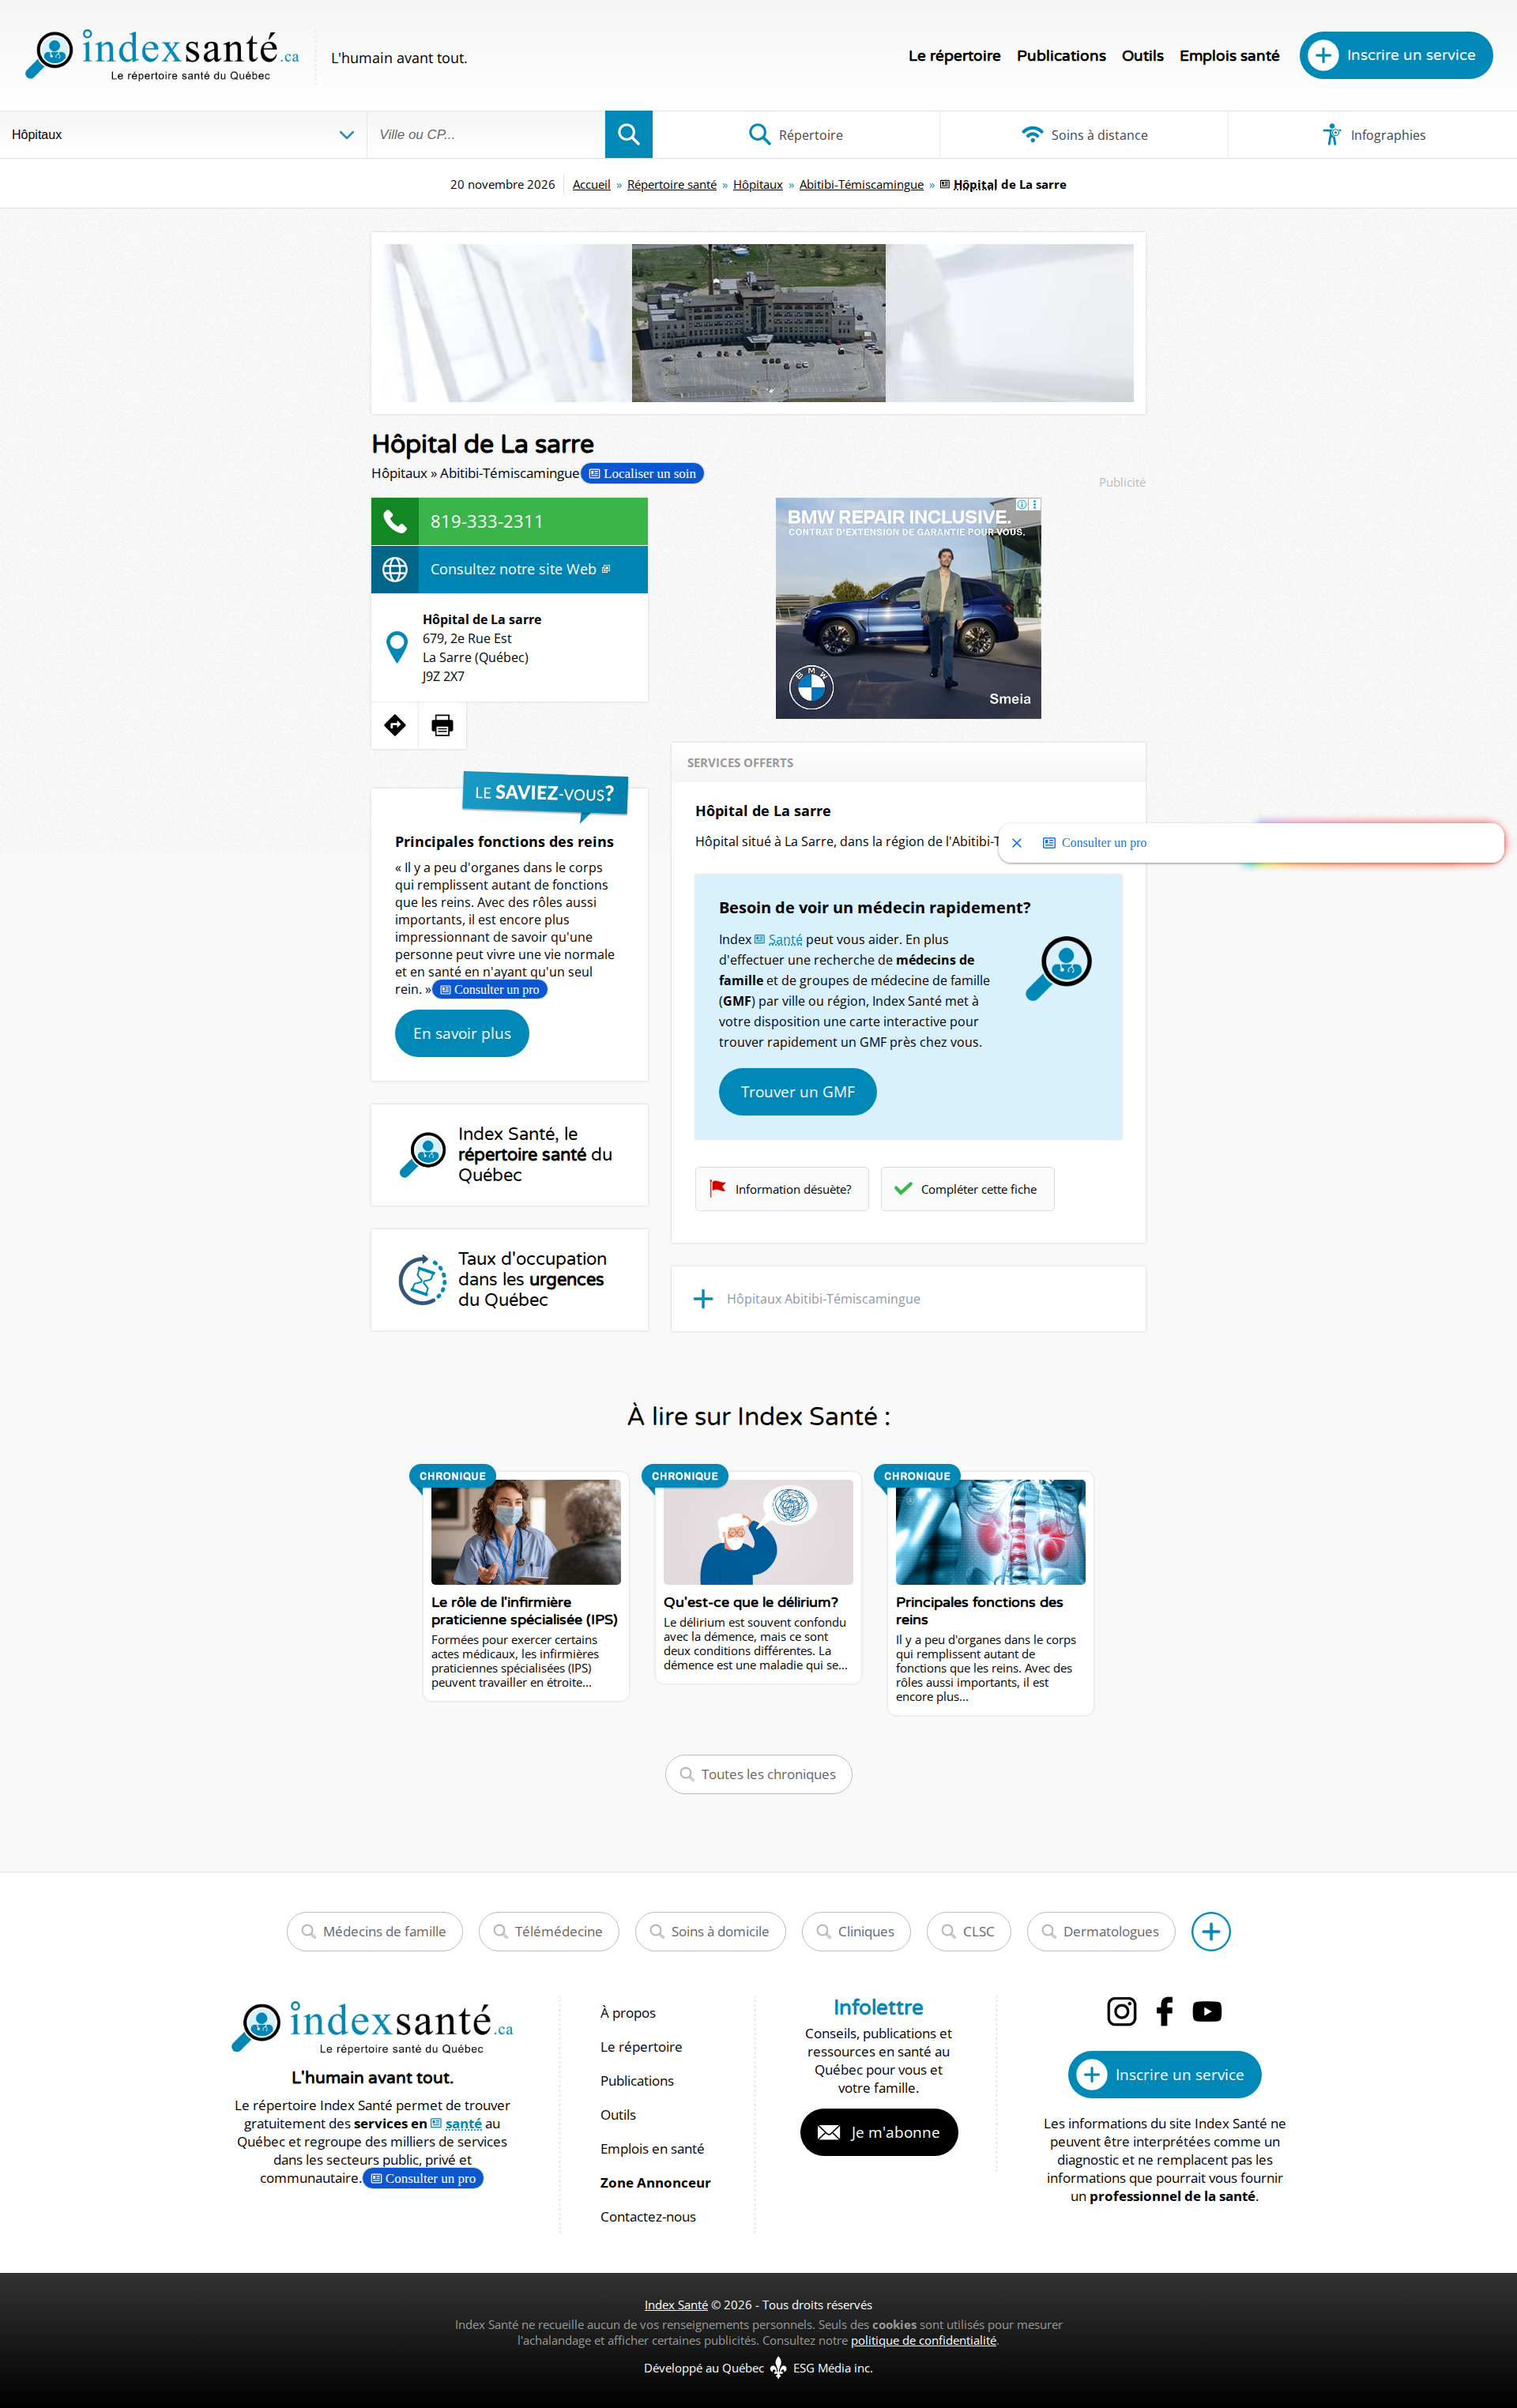 indexsanté.ca
Le répertoire santé du Québec
L'humain avant tout.
Le répertoire
Publications
Outils
Emplois santé
Inscrire un service
Hôpitaux
Ville ou CP...
Répertoire
Soins à distance
Infographies
20 novembre 2026
Accueil » Répertoire santé » Hôpitaux » Abitibi-Témiscamingue » Hôpital de La sarre
Hôpital de La sarre
Hôpitaux » Abitibi-Témiscamingue Localiser un soin
Publicité
819-333-2311
Consultez notre site Web
Hôpital de La sarre
679, 2e Rue Est
La Sarre (Québec)
J9Z 2X7
BMW REPAIR INCLUSIVE.
CONTRAT D'EXTENSION DE GARANTIE POUR VOUS.
BMW
Smeia
LE SAVIEZ-VOUS?
Principales fonctions des reins
« Il y a peu d'organes dans le corps
qui remplissent autant de fonctions
que les reins. Avec des rôles aussi
importants, il est encore plus
impressionnant de savoir qu'une
personne peut vivre une vie normale
et en santé en n'ayant qu'un seul
rein. » Consulter un pro
En savoir plus
Index Santé, le
répertoire santé du
Québec
Taux d'occupation
dans les urgences
du Québec
SERVICES OFFERTS
Hôpital de La sarre
Hôpital situé à La Sarre, dans la région de l'Abitibi-T
Consulter un pro
Besoin de voir un médecin rapidement?
Index Santé peut vous aider. En plus
d'effectuer une recherche de médecins de
famille et de groupes de médecine de famille
(GMF) par ville ou région, Index Santé met à
votre disposition une carte interactive pour
trouver rapidement un GMF près chez vous.
Trouver un GMF
Information désuète?
Compléter cette fiche
Hôpitaux Abitibi-Témiscamingue
À lire sur Index Santé :
CHRONIQUE
Le rôle de l'infirmière
praticienne spécialisée (IPS)
Formées pour exercer certains
actes médicaux, les infirmières
praticiennes spécialisées (IPS)
peuvent travailler en étroite...
CHRONIQUE
Qu'est-ce que le délirium?
Le délirium est souvent confondu
avec la démence, mais ce sont
deux conditions différentes. La
démence est une maladie qui se...
CHRONIQUE
Principales fonctions des
reins
Il y a peu d'organes dans le corps
qui remplissent autant de
fonctions que les reins. Avec des
rôles aussi importants, il est
encore plus...
Toutes les chroniques
Médecins de famille
Télémédecine
Soins à domicile
Cliniques
CLSC
Dermatologues
indexsanté.ca
Le répertoire santé du Québec
L'humain avant tout.
Le répertoire Index Santé permet de trouver
gratuitement des services en santé au
Québec et regroupe des milliers de services
dans les secteurs public, privé et
communautaire. Consulter un pro
À propos
Le répertoire
Publications
Outils
Emplois en santé
Zone Annonceur
Contactez-nous
Infolettre
Conseils, publications et
ressources en santé au
Québec pour vous et
votre famille.
Je m'abonne
Inscrire un service
Les informations du site Index Santé ne
peuvent être interprétées comme un
diagnostic et ne remplacent pas les
informations que pourrait vous fournir
un professionnel de la santé.
Index Santé © 2026 - Tous droits réservés
Index Santé ne recueille aucun de vos renseignements personnels. Seuls des cookies sont utilisés pour mesurer
l'achalandage et afficher certaines publicités. Consultez notre politique de confidentialité.
Développé au Québec ESG Média inc.